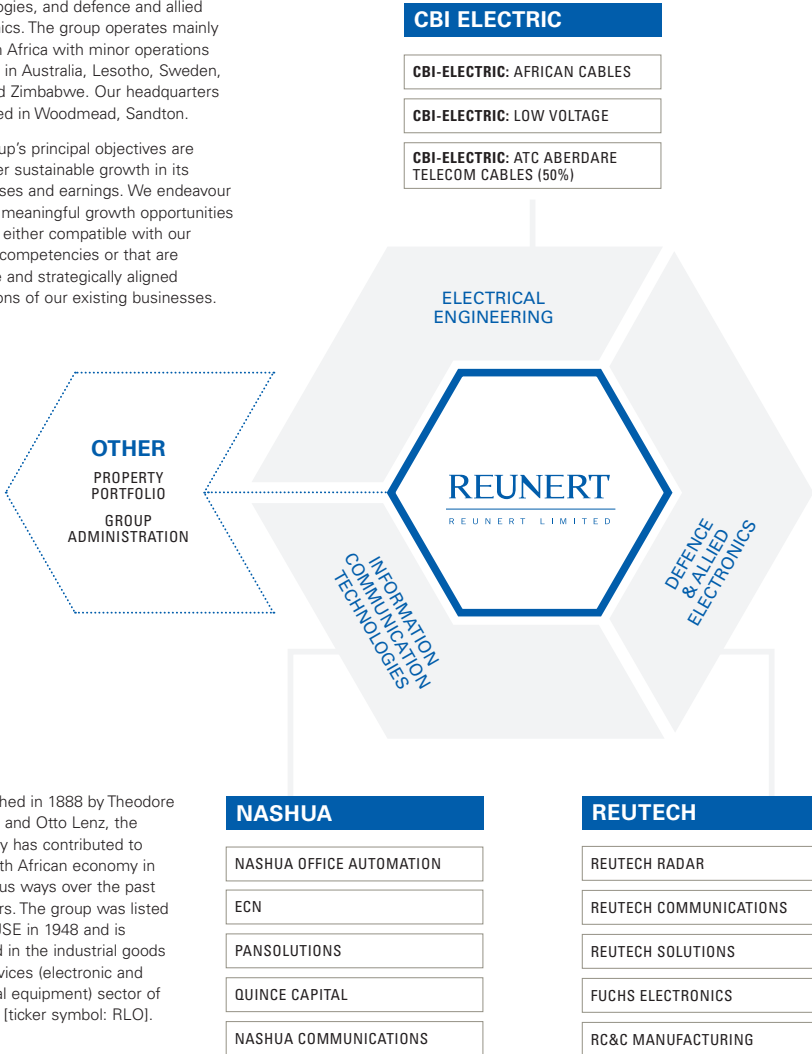 ogies, and defence and allied
nics. The group operates mainly
n Africa with minor operations
in Australia, Lesotho, Sweden,
d Zimbabwe. Our headquarters
ed in Woodmead, Sandton.
up's principal objectives are
er sustainable growth in its
ses and earnings. We endeavour
meaningful growth opportunities
either compatible with our
competencies or that are
e and strategically aligned
ons of our existing businesses.
CBI ELECTRIC
CBI-ELECTRIC: AFRICAN CABLES
CBI-ELECTRIC: LOW VOLTAGE
CBI-ELECTRIC: ATC ABERDARE
TELECOM CABLES (50%)
ELECTRICAL
ENGINEERING
OTHER
PROPERTY
PORTFOLIO
GROUP
ADMINISTRATION
REUNERT
REUNERT LIMITED
DEFENCE
& ALLIED
ELECTRONICS
INFORMATION
COMMUNICATION
TECHNOLOGIES
hed in 1888 by Theodore
and Otto Lenz, the
y has contributed to
th African economy in
us ways over the past
rs. The group was listed
JSE in 1948 and is
d in the industrial goods
vices (electronic and
al equipment) sector of
[ticker symbol: RLO].
NASHUA
NASHUA OFFICE AUTOMATION
ECN
PANSOLUTIONS
QUINCE CAPITAL
NASHUA COMMUNICATIONS
REUTECH
REUTECH RADAR
REUTECH COMMUNICATIONS
REUTECH SOLUTIONS
FUCHS ELECTRONICS
RC&C MANUFACTURING